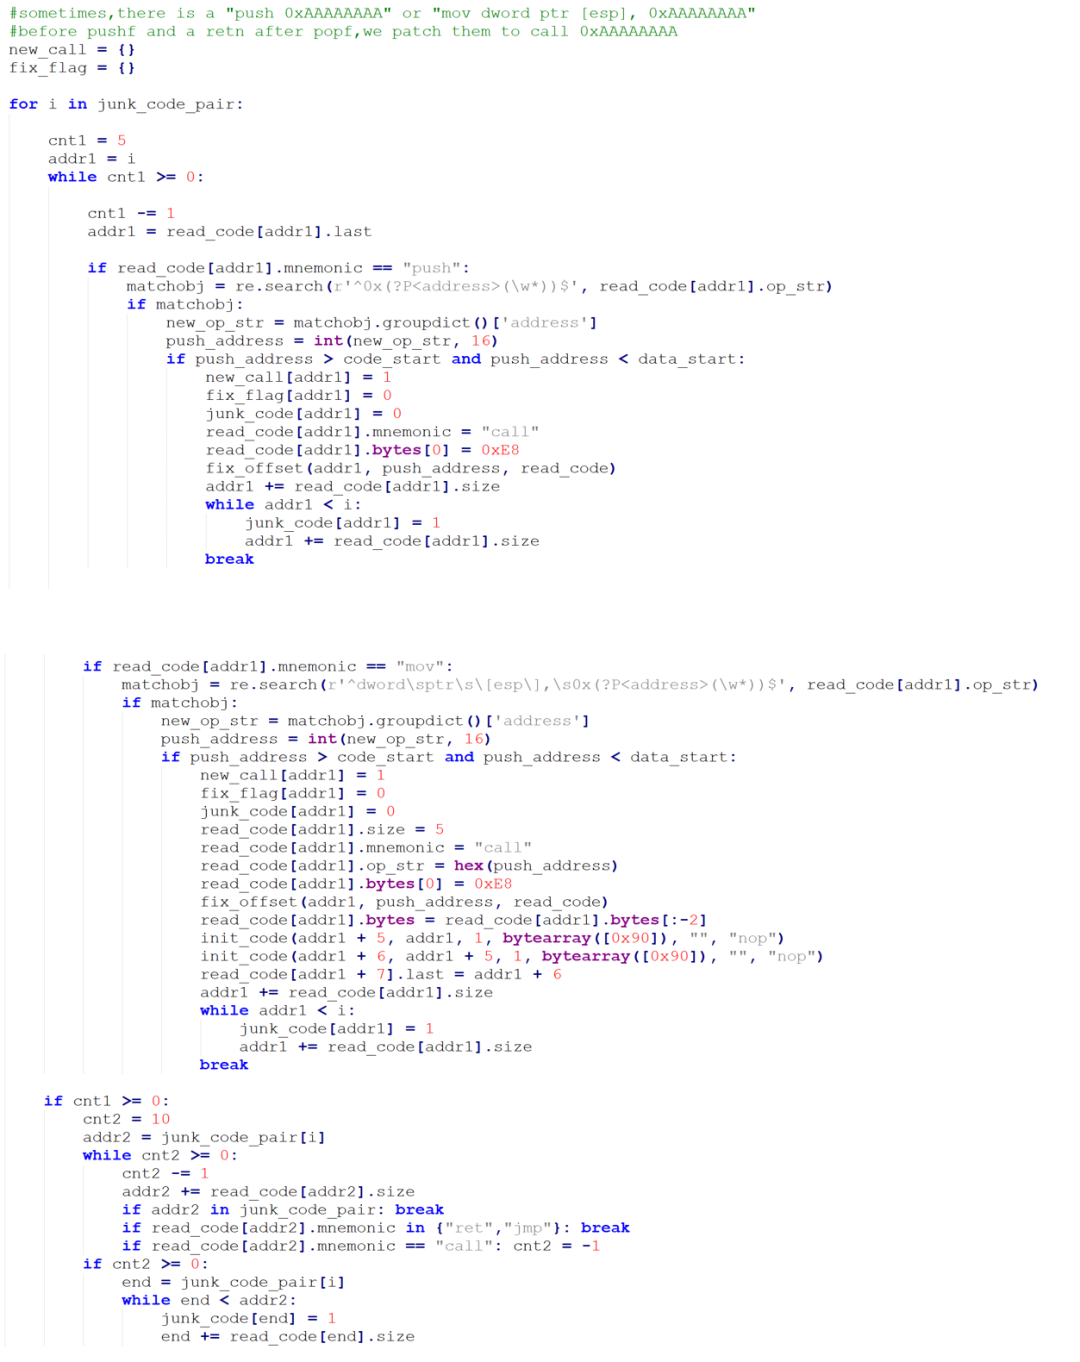 #sometimes,there is a "push 0xAAAAAAAA" or "mov dword ptr [esp], 0xAAAAAAAA"
#before pushf and a retn after popf,we patch them to call 0xAAAAAAAA
new_call = {}
fix_flag = {}
for i in junk_code_pair:
cnt1 = 5
addr1 = i
while cnt1 >= 0:
cnt1 -= 1
addr1 = read_code[addr1].last
if read_code[addr1].mnemonic == "push":
matchobj = re.search(r'^0x(?P<address>(\w*))$', read_code[addr1].op_str)
if matchobj:
new_op_str = matchobj.groupdict()['address']
push_address = int(new_op_str, 16)
if push_address > code_start and push_address < data_start:
new_call[addr1] = 1
fix_flag[addr1] = 0
junk_code[addr1] = 0
read_code[addr1].mnemonic = "call"
read_code[addr1].bytes[0] = 0xE8
fix_offset(addr1, push_address, read_code)
addr1 += read_code[addr1].size
while addr1 < i:
junk_code[addr1] = 1
addr1 += read_code[addr1].size
break
if read_code[addr1].mnemonic == "mov":
matchobj = re.search(r'^dword\sptr\s\[esp\],\s0x(?P<address>(\w*))$', read_code[addr1].op_str)
if matchobj:
new_op_str = matchobj.groupdict()['address']
push_address = int(new_op_str, 16)
if push_address > code_start and push_address < data_start:
new_call[addr1] = 1
fix_flag[addr1] = 0
junk_code[addr1] = 0
read_code[addr1].size = 5
read_code[addr1].mnemonic = "call"
read_code[addr1].op_str = hex(push_address)
read_code[addr1].bytes[0] = 0xE8
fix_offset(addr1, push_address, read_code)
read_code[addr1].bytes = read_code[addr1].bytes[:-2]
init_code(addr1 + 5, addr1, 1, bytearray([0x90]), "", "nop")
init_code(addr1 + 6, addr1 + 5, 1, bytearray([0x90]), "", "nop")
read_code[addr1 + 7].last = addr1 + 6
addr1 += read_code[addr1].size
while addr1 < i:
junk_code[addr1] = 1
addr1 += read_code[addr1].size
break
if cnt1 >= 0:
cnt2 = 10
addr2 = junk_code_pair[i]
while cnt2 >= 0:
cnt2 -= 1
addr2 += read_code[addr2].size
if addr2 in junk_code_pair: break
if read_code[addr2].mnemonic in {"ret","jmp"}: break
if read_code[addr2].mnemonic == "call": cnt2 = -1
if cnt2 >= 0:
end = junk_code_pair[i]
while end < addr2:
junk_code[end] = 1
end += read_code[end].size